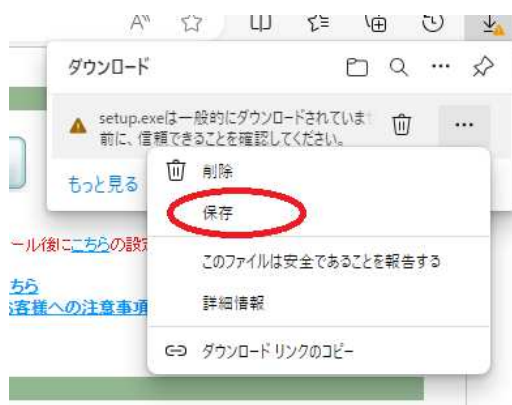 ダウンロード
setup.exeは一般的にダウンロードされていま
前に、信頼できることを確認してください。
もっと見る
削除
保存
このファイルは安全であることを報告する
詳細情報
ダウンロード リンクのコピー
ール後にこちらの設定
ちら
客様への注意事項